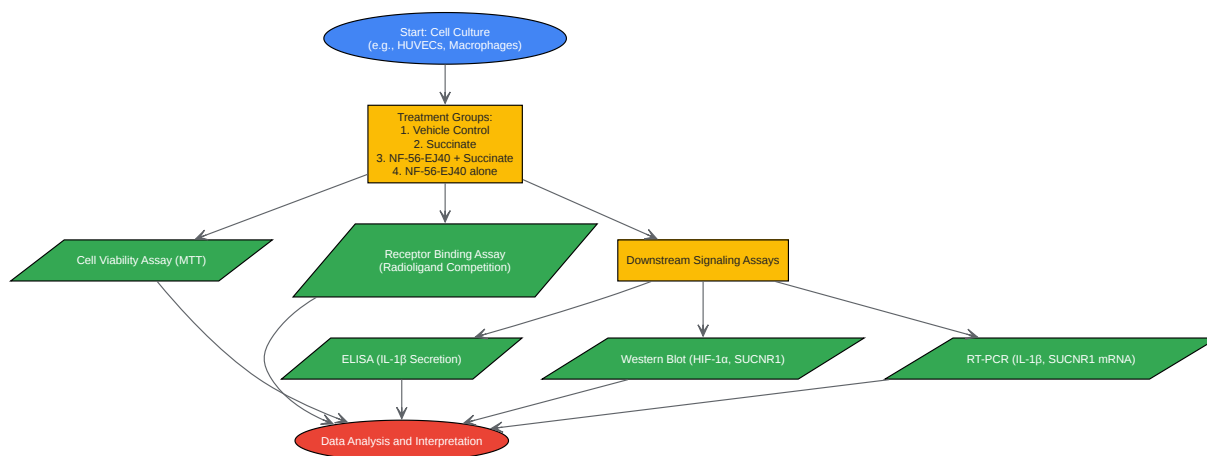 Start: Cell Culture
(e.g., HUVECs, Macrophages)
Treatment Groups:
1. Vehicle Control
2. Succinate
3. NF-56-EJ40 + Succinate
4. NF-56-EJ40 alone
Cell Viability Assay (MTT)
Receptor Binding Assay
(Radioligand Competition)
Downstream Signaling Assays
ELISA (IL-1β Secretion)
Western Blot (HIF-1α, SUCNR1)
RT-PCR (IL-1β, SUCNR1 mRNA)
Data Analysis and Interpretation